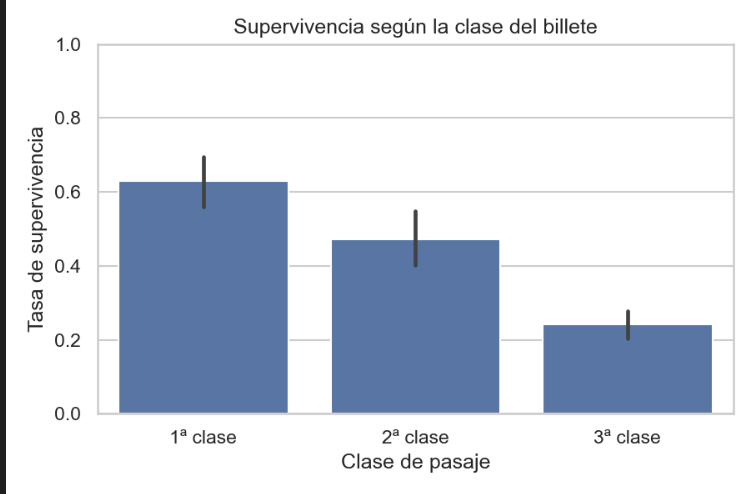 Supervivencia según la clase del billete
1.0
0.8
0.6
0.4
0.2
0.0
Tasa de supervivencia
1ª clase
2ª clase
3ª clase
Clase de pasaje